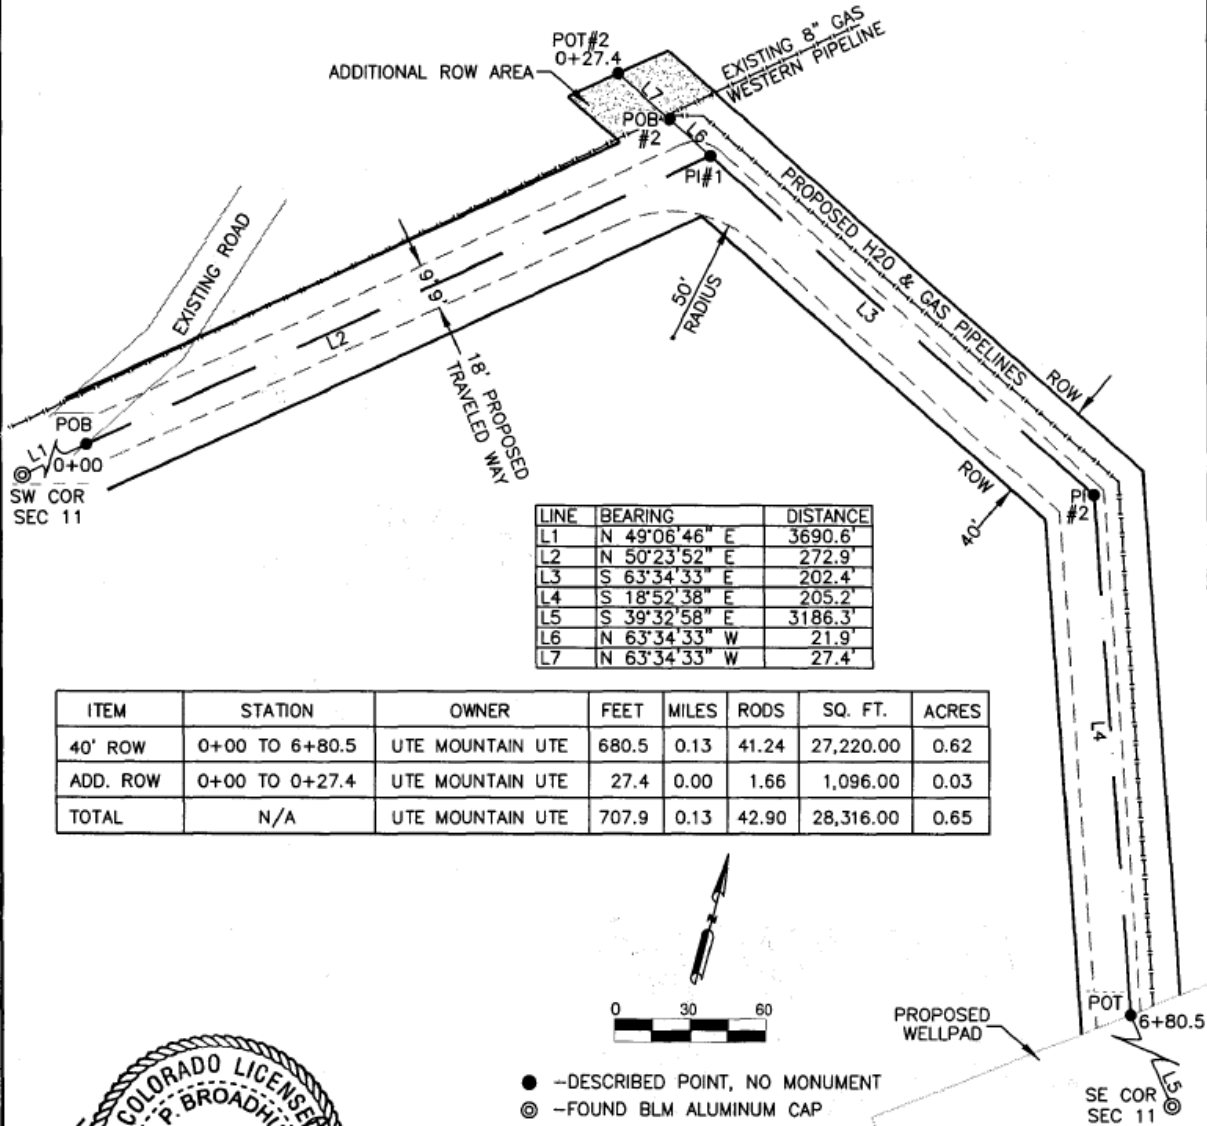 POT#2
0+27.4
ADDITIONAL ROW AREA
EXISTING 8" GAS
WESTERN PIPELINE
L7
POB
#2
L6
PI#1
PROPOSED H2O & GAS PIPELINES
EXISTING ROAD
9'
9'
50'
RADIUS
L3
L2
18' PROPOSED
TRAVELED WAY
ROW
POB
L1
0+00
SW COR
SEC 11
ROW
40'
PI
#2
LINE BEARING DISTANCE
L1 N 49°06'46" E 3690.6'
L2 N 50°23'52" E 272.9'
L3 S 63°34'33" E 202.4'
L4 S 18°52'38" E 205.2'
L5 S 39°32'58" E 3186.3'
L6 N 63°34'33" W 21.9'
L7 N 63°34'33" W 27.4'
ITEM STATION OWNER FEET MILES RODS SQ. FT. ACRES
40' ROW 0+00 TO 6+80.5 UTE MOUNTAIN UTE 680.5 0.13 41.24 27,220.00 0.62
ADD. ROW 0+00 TO 0+27.4 UTE MOUNTAIN UTE 27.4 0.00 1.66 1,096.00 0.03
TOTAL N/A UTE MOUNTAIN UTE 707.9 0.13 42.90 28,316.00 0.65
L4
N
0 30 60
PROPOSED
WELLPAD
POT
6+80.5
L5
SE COR
SEC 11
-DESCRIBED POINT, NO MONUMENT
-FOUND BLM ALUMINUM CAP
COLORADO LICENSE
P. BROADH